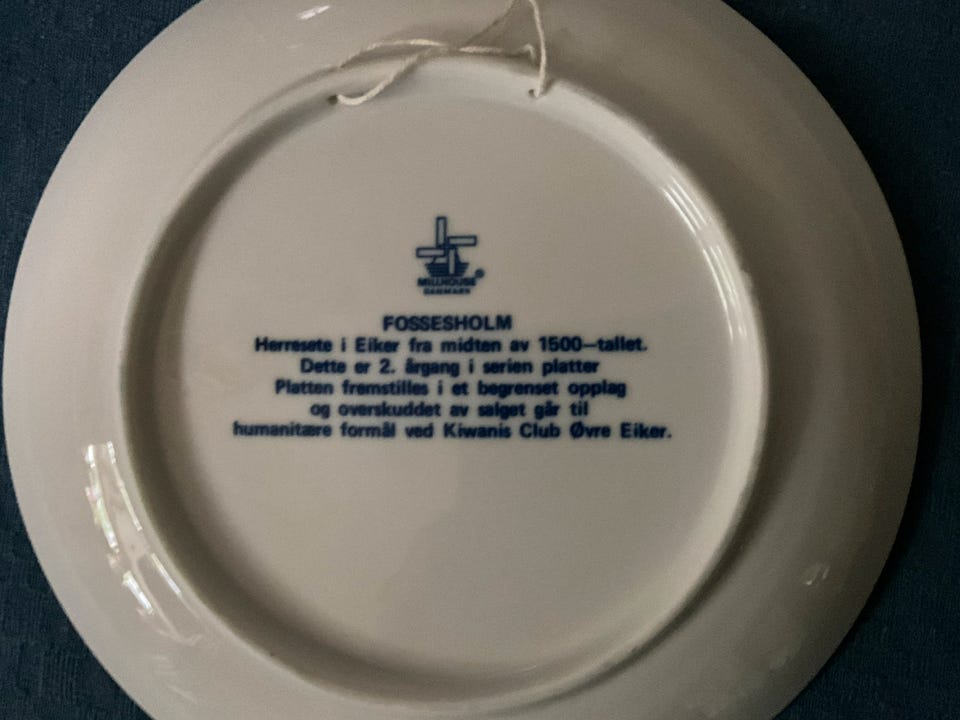 MILLHOUSE®
DANMARK
FOSSESHOLM
Herresete i Eiker fra midten av 1500—tallet.
Dette er 2. årgang i serien platter
Platten fremstilles i et begrenset opplag
og overskuddet av salget går til
humanitære formål ved Kiwanis Club Øvre Eiker.